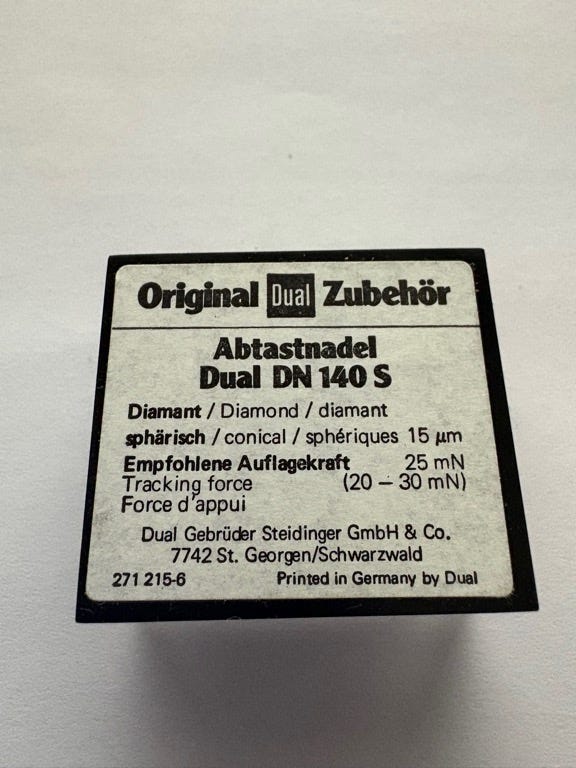 Original Dual Zubehör
Abtastnadel
Dual DN 140 S
Diamant / Diamond / diamant
sphärisch / conical / sphériques 15 µm
Empfohlene Auflagekraft 25 mN
Tracking force (20 – 30 mN)
Force d'appui
Dual Gebrüder Steidinger GmbH & Co.
7742 St. Georgen/Schwarzwald
271 215-6 Printed in Germany by Dual